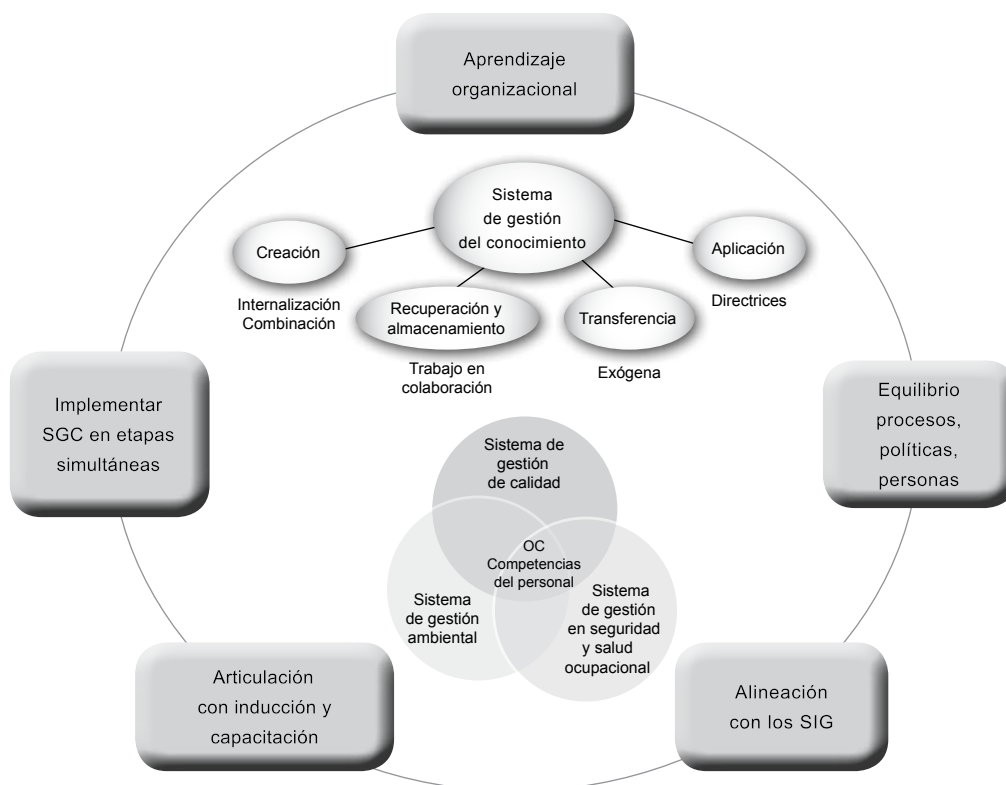 Aprendizaje
organizacional
Sistema
de gestión
del conocimiento
Creación
Internalización
Combinación
Recuperación y
almacenamiento
Trabajo en
colaboración
Transferencia
Exógena
Aplicación
Directrices
Implementar
SGC en etapas
simultáneas
Equilibrio
procesos,
políticas,
personas
Sistema de
gestión
de calidad
OC
Competencias
del personal
Sistema
de gestión
ambiental
Sistema
de gestión
en seguridad
y salud
ocupacional
Articulación
con inducción y
capacitación
Alineación
con los SIG